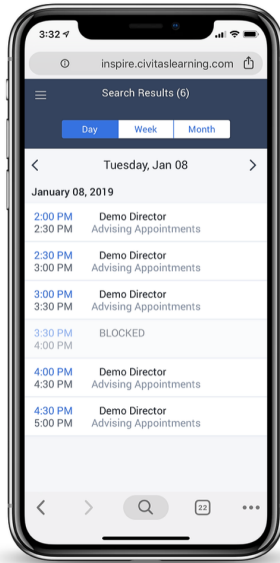 3:32
inspire.civitaslearning.com
Search Results (6)
Day Week Month
Tuesday, Jan 08
January 08, 2019
2:00 PM Demo Director
2:30 PM Advising Appointments
2:30 PM Demo Director
3:00 PM Advising Appointments
3:00 PM Demo Director
3:30 PM Advising Appointments
3:30 PM BLOCKED
4:00 PM
4:00 PM Demo Director
4:30 PM Advising Appointments
4:30 PM Demo Director
5:00 PM Advising Appointments
22